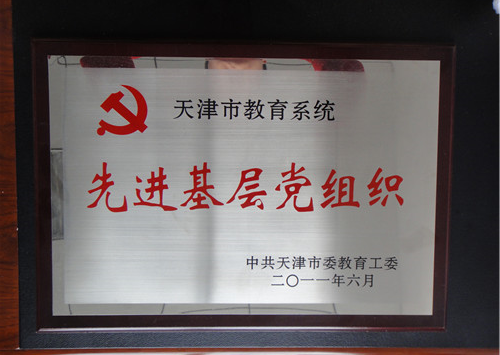 天津市教育系统
先进基层党组织
中共天津市委教育工委
二〇一一年六月